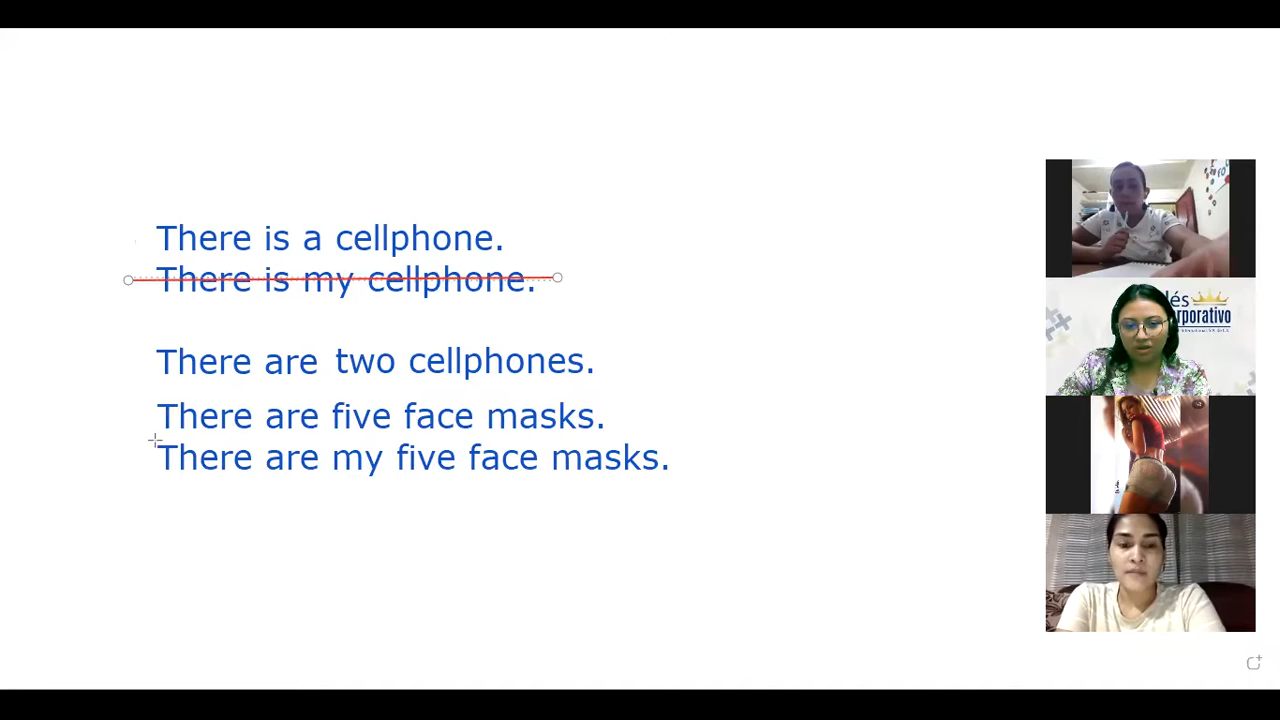 There is a cellphone.
There is my cellphone.
There are two cellphones.
There are five face masks.
There are my five face masks.
lés
rporativo